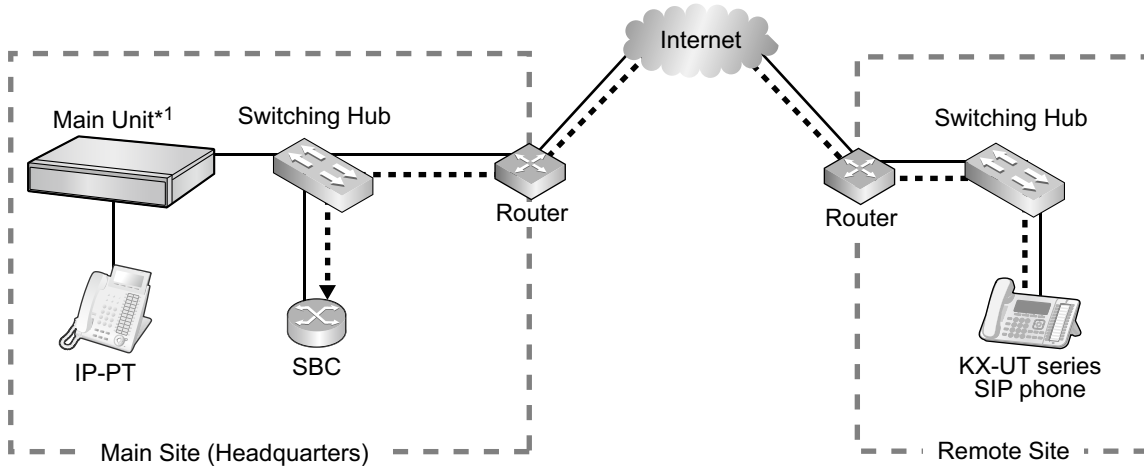 Internet
Main Unit*1
Switching Hub
Switching Hub
Router
Router
IP-PT
SBC
KX-UT series
SIP phone
Main Site (Headquarters)
Remote Site